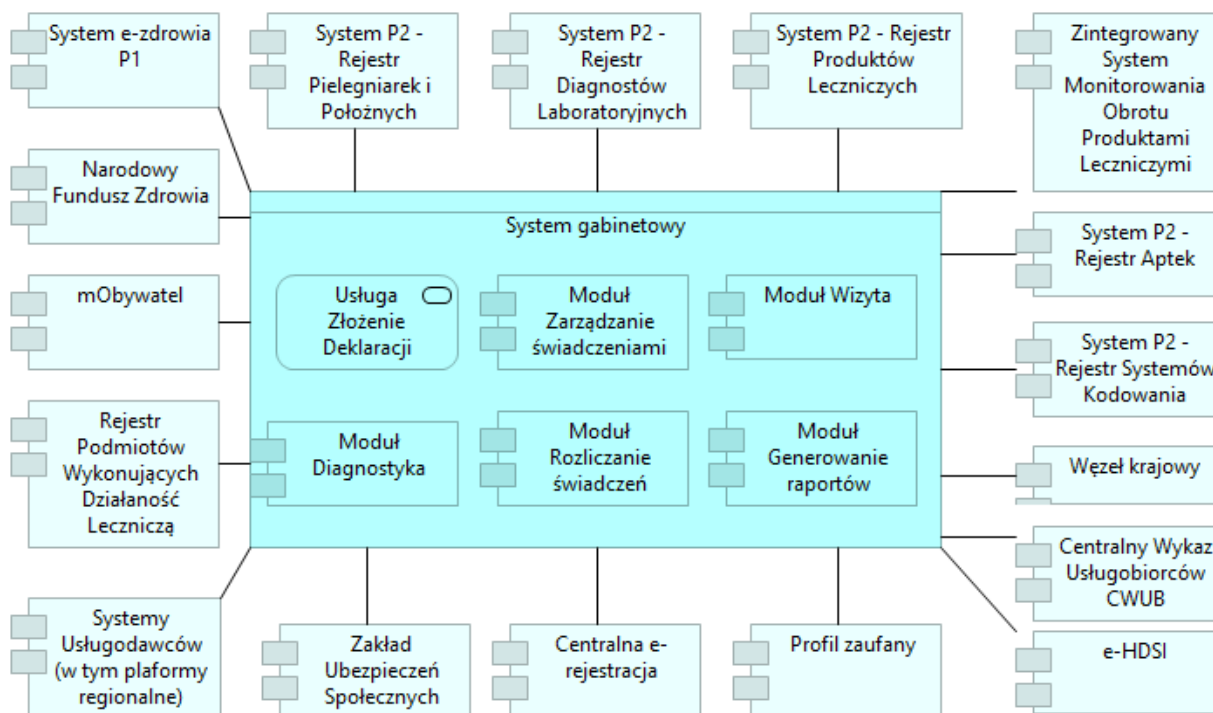 System e-zdrowia
P1
System P2 -
Rejestr
Pielegniarek i
Położnych
System P2 -
Rejestr
Diagnostów
Laboratoryjnych
System P2 - Rejestr
Produktów
Leczniczych
Zintegrowany
System
Monitorowania
Obrotu
Produktami
Leczniczymi
Narodowy
Fundusz Zdrowia
System P2 -
Rejestr Aptek
System gabinetowy
mObywatel
Usługa
Złożenie
Deklaracji
Moduł
Zarządzanie
świadczeniami
Moduł Wizyta
System P2 -
Rejestr Systemów
Kodowania
Rejestr
Podmiotów
Wykonujących
Działaność
Leczniczą
Moduł
Diagnostyka
Moduł
Rozliczanie
świadczeń
Moduł
Generowanie
raportów
Węzeł krajowy
Centralny Wykaz
Usługobiorców
CWUB
Systemy
Usługodawców
(w tym plaformy
regionalne)
Zakład
Ubezpieczeń
Społecznych
Centralna e-
rejestracja
Profil zaufany
e-HDSI